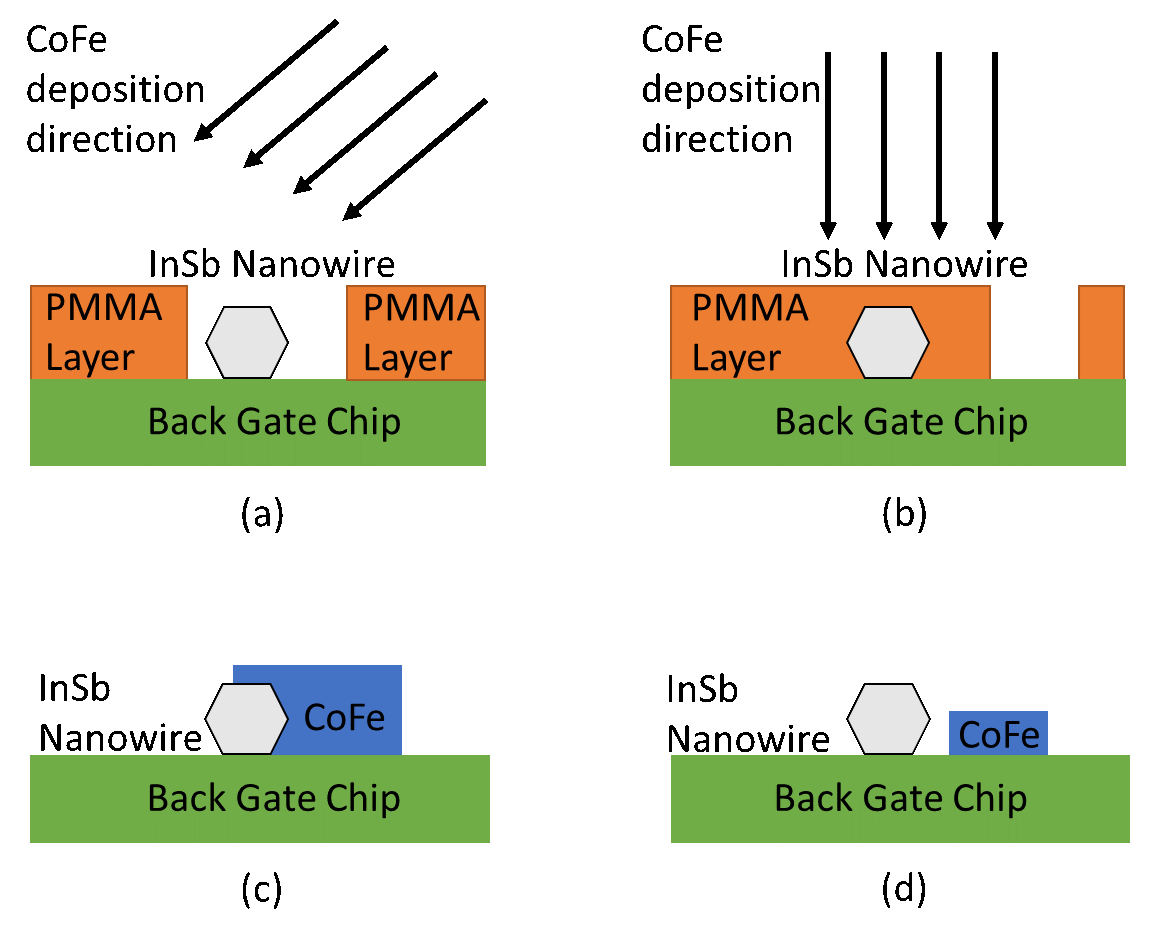 CoFe
deposition
direction
InSb Nanowire
PMMA
Layer
PMMA
Layer
Back Gate Chip
(a)
CoFe
deposition
direction
InSb Nanowire
PMMA
Layer
Back Gate Chip
(b)
InSb
Nanowire
CoFe
Back Gate Chip
(c)
InSb
Nanowire
CoFe
Back Gate Chip
(d)